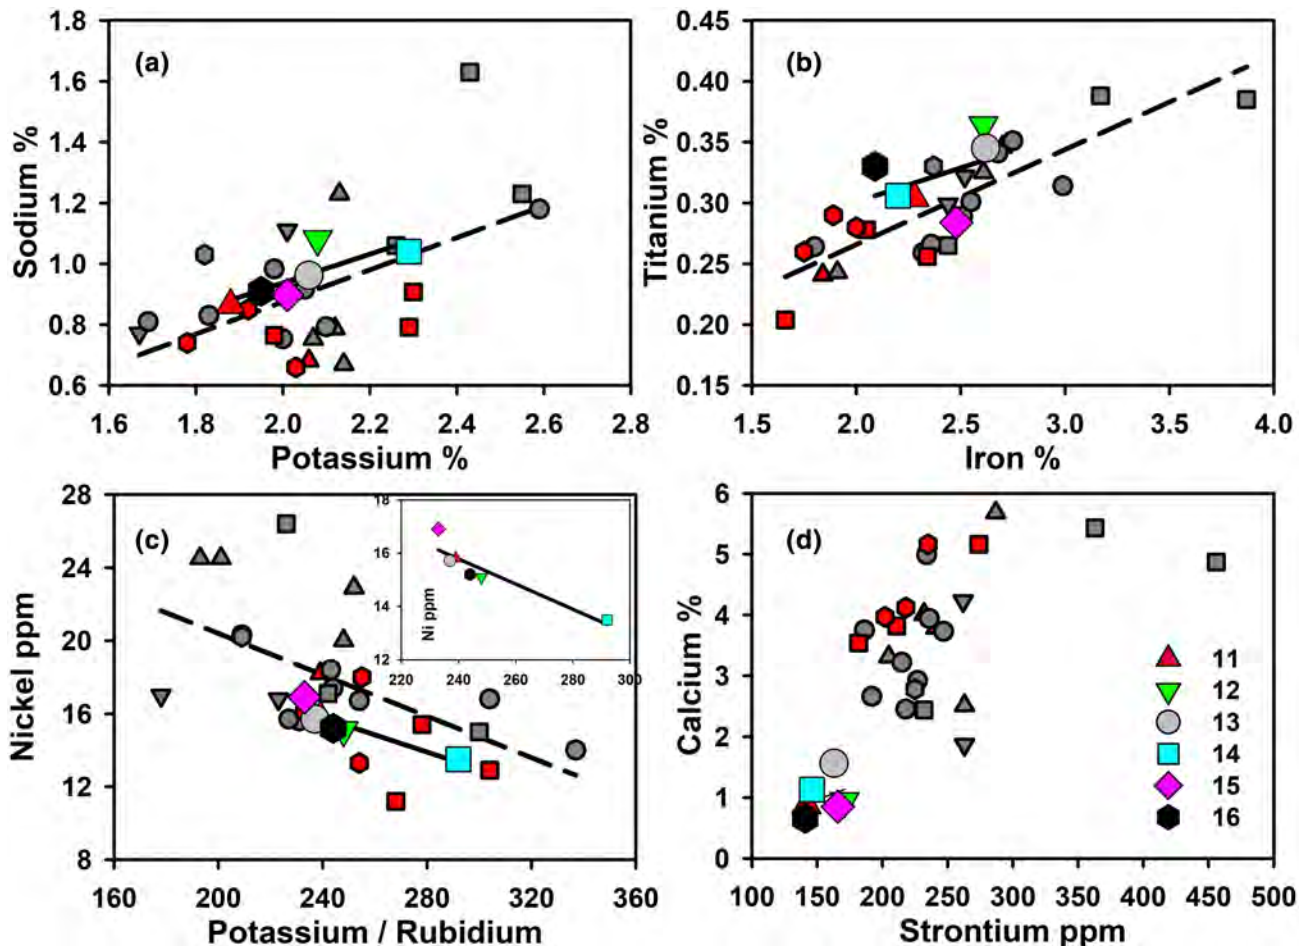 1.8
1.6
1.4
1.2
1.0
0.8
0.6
Sodium %
(a)
1.6 1.8 2.0 2.2 2.4 2.6 2.8
Potassium %
0.45
0.40
0.35
0.30
0.25
0.20
0.15
Titanium %
(b)
1.5 2.0 2.5 3.0 3.5 4.0
Iron %
28
24
20
16
12
8
Nickel ppm
(c)
18
16
14
12
Ni ppm
220 240 260 280 300
200 240 280 320 360
Potassium / Rubidium
6
5
4
3
2
1
0
Calcium %
(d)
11
12
13
14
15
16
100 150 200 250 300 350 400 450 500
Strontium ppm